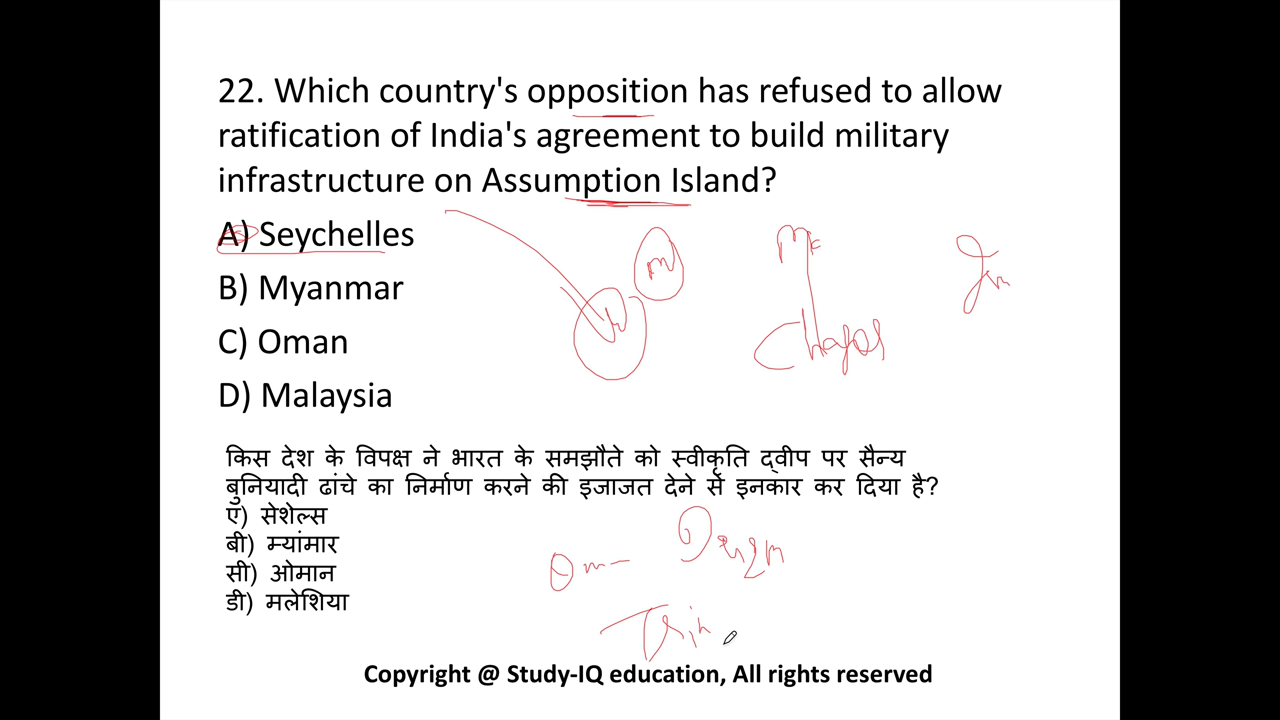 22. Which country's opposition has refused to allow
ratification of India's agreement to build military
infrastructure on Assumption Island?
A) Seychelles
B) Myanmar
C) Oman
D) Malaysia
किस देश के विपक्ष ने भारत के समझौते को स्वीकृति द्वीप पर सैन्य
बुनियादी ढांचे का निर्माण करने की इजाजत देने से इनकार कर दिया है?
ए) सेशेल्स
बी) म्यांमार
सी) ओमान
डी) मलेशिया
Copyright @ Study-IQ education, All rights reserved